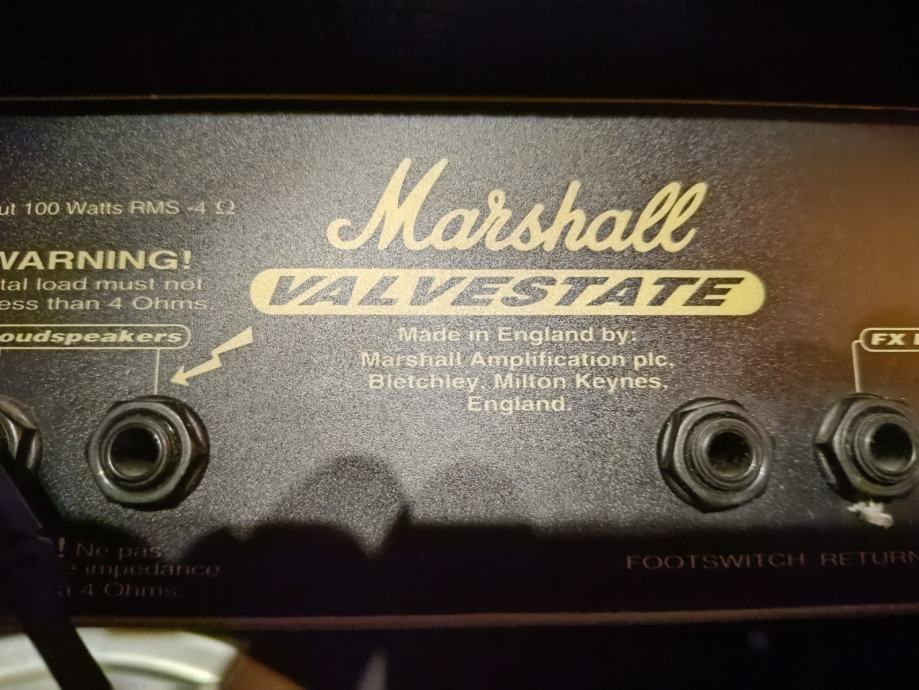 ut 100 Watts RMS -4 Ω
WARNING!
tal load must not
ess than 4 Ohms.
oudspeakers
Marshall
VALVESTATE
Made in England by:
Marshall Amplification plc,
Bletchley, Milton Keynes,
England.
FX
! Ne pas
e impedance
a 4 Ohms.
FOOTSWITCH RETURN